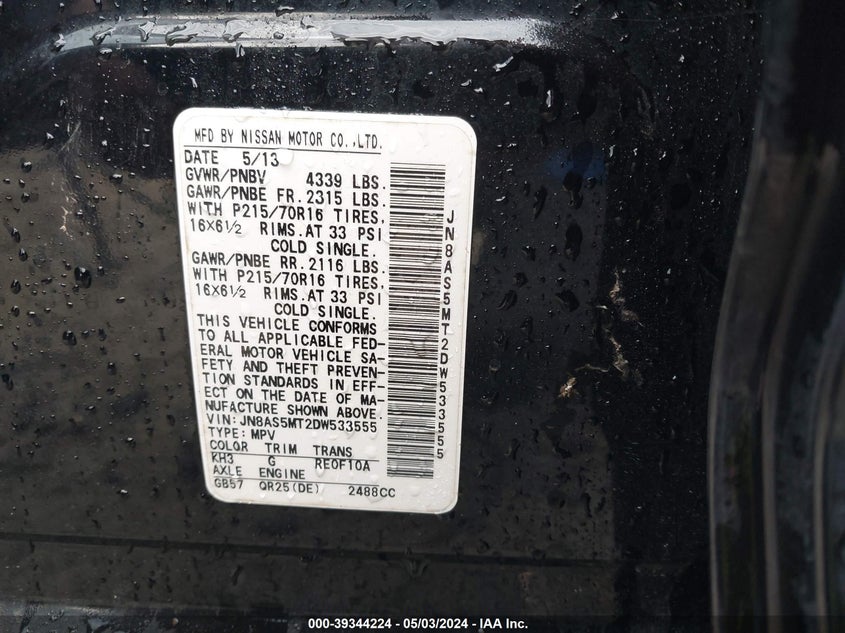 MFD BY NISSAN MOTOR CO.,LTD.
DATE 5/13
GVWR/PNBV 4339 LBS.
GAWR/PNBE FR. 2315 LBS.
WITH P215/70R16 TIRES,
16X6½ RIMS.AT 33 PSI
COLD SINGLE.
GAWR/PNBE RR. 2116 LBS.
WITH P215/70R16 TIRES,
16X6½ RIMS.AT 33 PSI
COLD SINGLE.
THIS VEHICLE CONFORMS
TO ALL APPLICABLE FED-
ERAL MOTOR VEHICLE SA-
FETY AND THEFT PREVEN-
TION STANDARDS IN EFF-
ECT ON THE DATE OF MA-
NUFACTURE SHOWN ABOVE.
VIN: JN8AS5MT2DW533555
TYPE: MPV
COLOR TRIM TRANS
KH3 G RE0F10A
AXLE ENGINE
GB57 QR25(DE) 2488CC
JN8AS5MT2DW533555
000-39344224 - 05/03/2024 - IAA Inc.